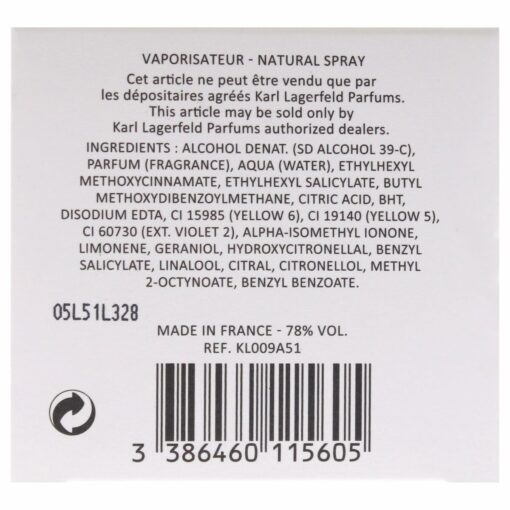 VAPORISATEUR - NATURAL SPRAY
Cet article ne peut être vendu que par
les dépositaires agréés Karl Lagerfeld Parfums.
This article may be sold only by
Karl Lagerfeld Parfums authorized dealers.
INGREDIENTS : ALCOHOL DENAT. (SD ALCOHOL 39-C),
PARFUM (FRAGRANCE), AQUA (WATER), ETHYLHEXYL
METHOXYCINNAMATE, ETHYLHEXYL SALICYLATE, BUTYL
METHOXYDIBENZOYLMETHANE, CITRIC ACID, BHT,
DISODIUM EDTA, CI 15985 (YELLOW 6), CI 19140 (YELLOW 5),
CI 60730 (EXT. VIOLET 2), ALPHA-ISOMETHYL IONONE,
LIMONENE, GERANIOL, HYDROXYCITRONELLAL, BENZYL
SALICYLATE, LINALOOL, CITRAL, CITRONELLOL, METHYL
2-OCTYNOATE, BENZYL BENZOATE.
05L51L328
MADE IN FRANCE - 78% VOL.
REF. KL009A51
3 386460 115605